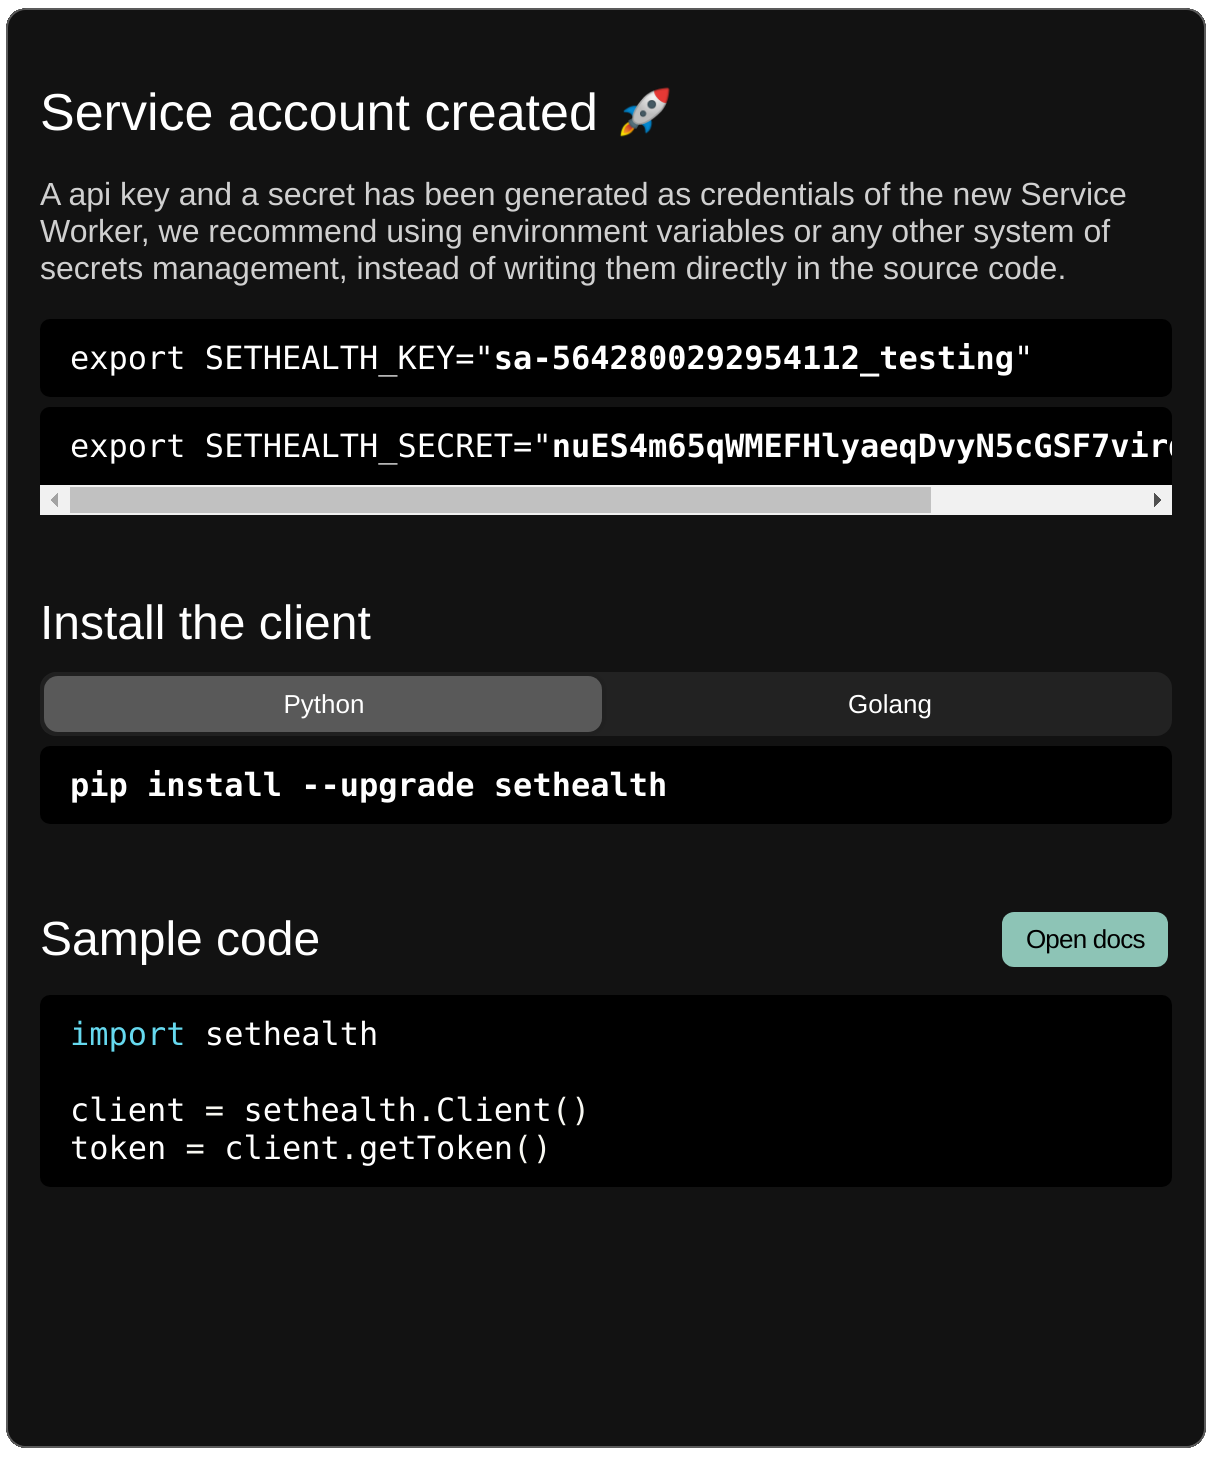 Service account created 🚀
A api key and a secret has been generated as credentials of the new Service
Worker, we recommend using environment variables or any other system of
secrets management, instead of writing them directly in the source code.
export SETHEALTH_KEY="sa-5642800292954112_testing"
export SETHEALTH_SECRET="nuES4m65qWMEFHlyaeqDvyN5cGSF7vir
Install the client
Python
Golang
pip install --upgrade sethealth
Sample code
Open docs
import sethealth
client = sethealth.Client()
token = client.getToken()